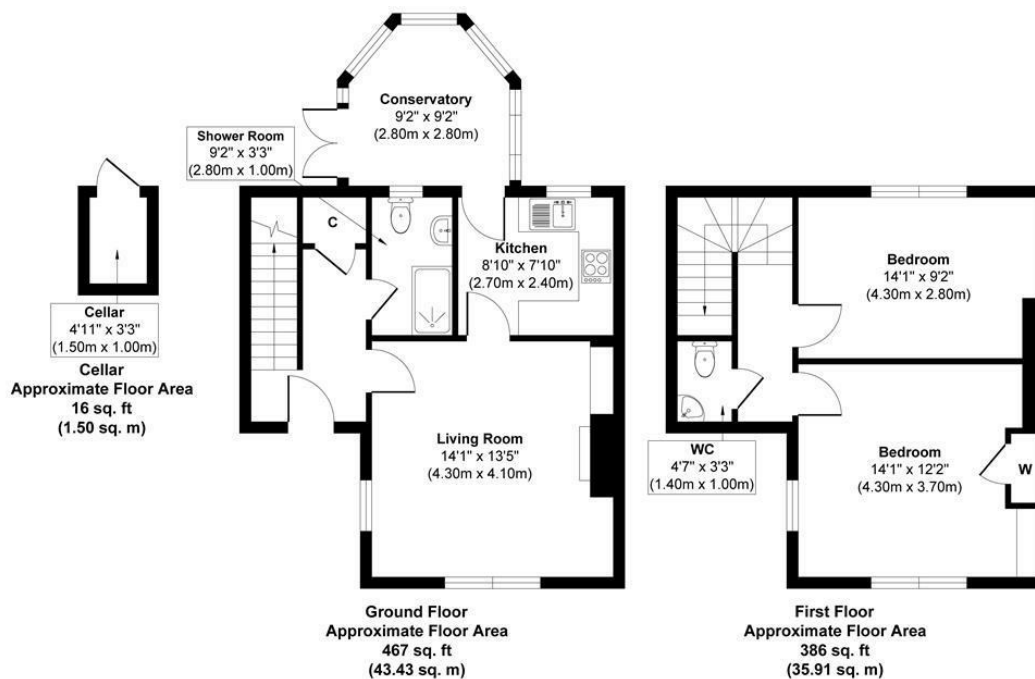 Conservatory
9'2" x 9'2"
(2.80m x 2.80m)
Shower Room
9'2" x 3'3"
(2.80m x 1.00m)
C
Kitchen
8'10" x 7'10"
(2.70m x 2.40m)
Bedroom
14'1" x 9'2"
(4.30m x 2.80m)
Cellar
4'11" x 3'3"
(1.50m x 1.00m)
Cellar
Approximate Floor Area
16 sq. ft
(1.50 sq. m)
Living Room
14'1" x 13'5"
(4.30m x 4.10m)
WC
4'7" x 3'3"
(1.40m x 1.00m)
Bedroom
14'1" x 12'2"
(4.30m x 3.70m)
W
Ground Floor
Approximate Floor Area
467 sq. ft
(43.43 sq. m)
First Floor
Approximate Floor Area
386 sq. ft
(35.91 sq. m)